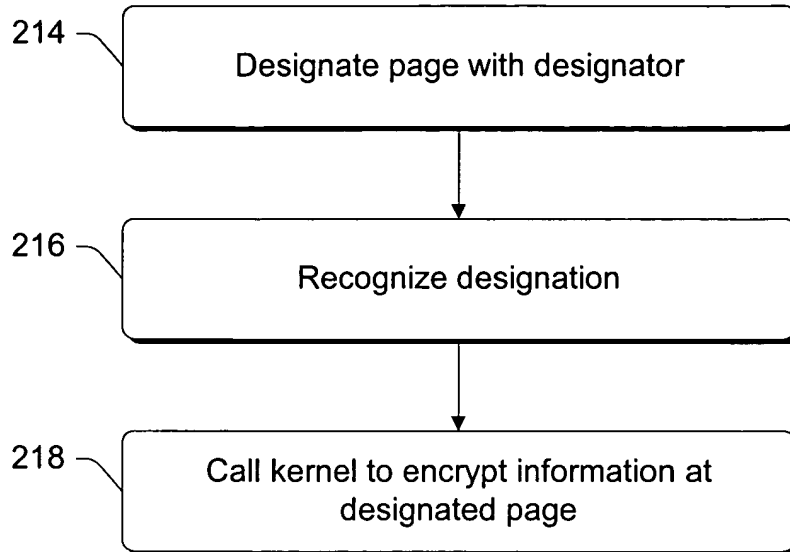 214
Designate page with designator
216
Recognize designation
218
Call kernel to encrypt information at
designated page